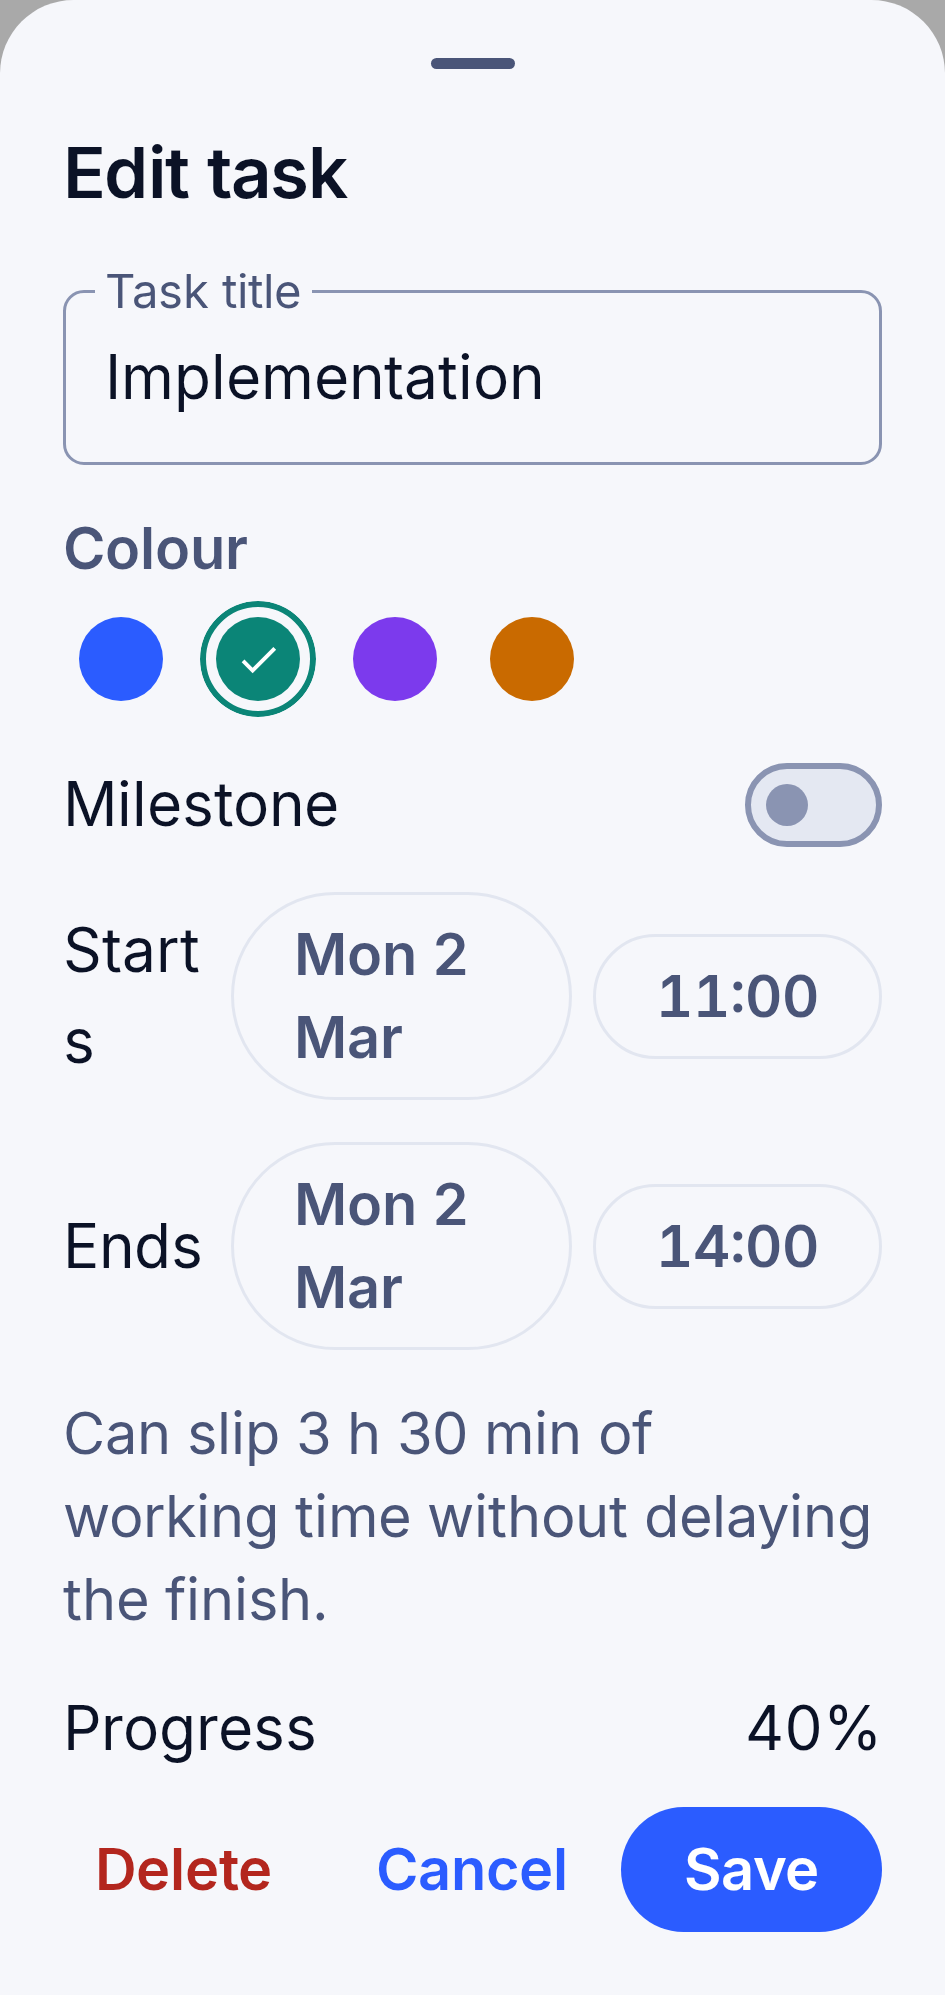 Edit task
Task title
Implementation
Colour
Milestone
Start
s
Mon 2
Mar
11:00
Ends
Mon 2
Mar
14:00
Can slip 3 h 30 min of
working time without delaying
the finish.
Progress 40%
Delete Cancel Save